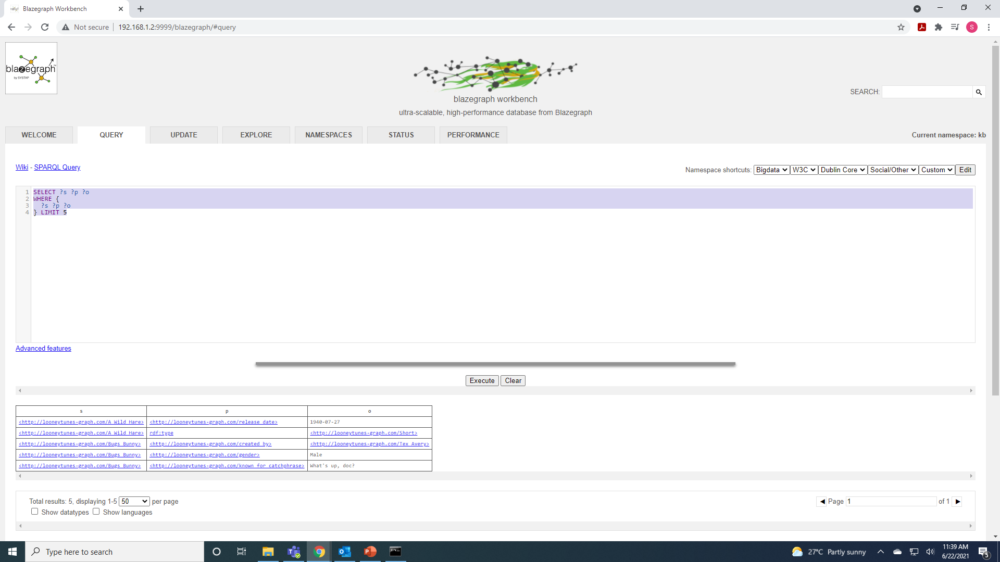 Blazegraph Workbench
Not secure 192.168.1.2:9999/blazegraph/#query
S
blazegraph™
by SYSTAP
blazegraph workbench
ultra-scalable, high-performance database from Blazegraph
SEARCH:
WELCOME QUERY UPDATE EXPLORE NAMESPACES STATUS PERFORMANCE Current namespace: kb
Wiki - SPARQL Query
Namespace shortcuts: Bigdata W3C Dublin Core Social/Other Custom Edit
1 SELECT ?s ?p ?o
2 WHERE {
3 ?s ?p ?o
4 } LIMIT 5
Advanced features
Execute Clear
s p o
<http://looneytunes-graph.com/A_Wild_Hare> <http://looneytunes-graph.com/release_date> 1940-07-27
<http://looneytunes-graph.com/A_Wild_Hare> rdf:type <http://looneytunes-graph.com/Short>
<http://looneytunes-graph.com/Bugs_Bunny> <http://looneytunes-graph.com/created_by> <http://looneytunes-graph.com/Tex_Avery>
<http://looneytunes-graph.com/Bugs_Bunny> <http://looneytunes-graph.com/gender> Male
<http://looneytunes-graph.com/Bugs_Bunny> <http://looneytunes-graph.com/known_for_catchphrase> What's up, doc?
Total results: 5, displaying 1-5 50 per page
Page 1 of 1
Show datatypes Show languages
Type here to search
27°C Partly sunny
11:39 AM
6/22/2021
5